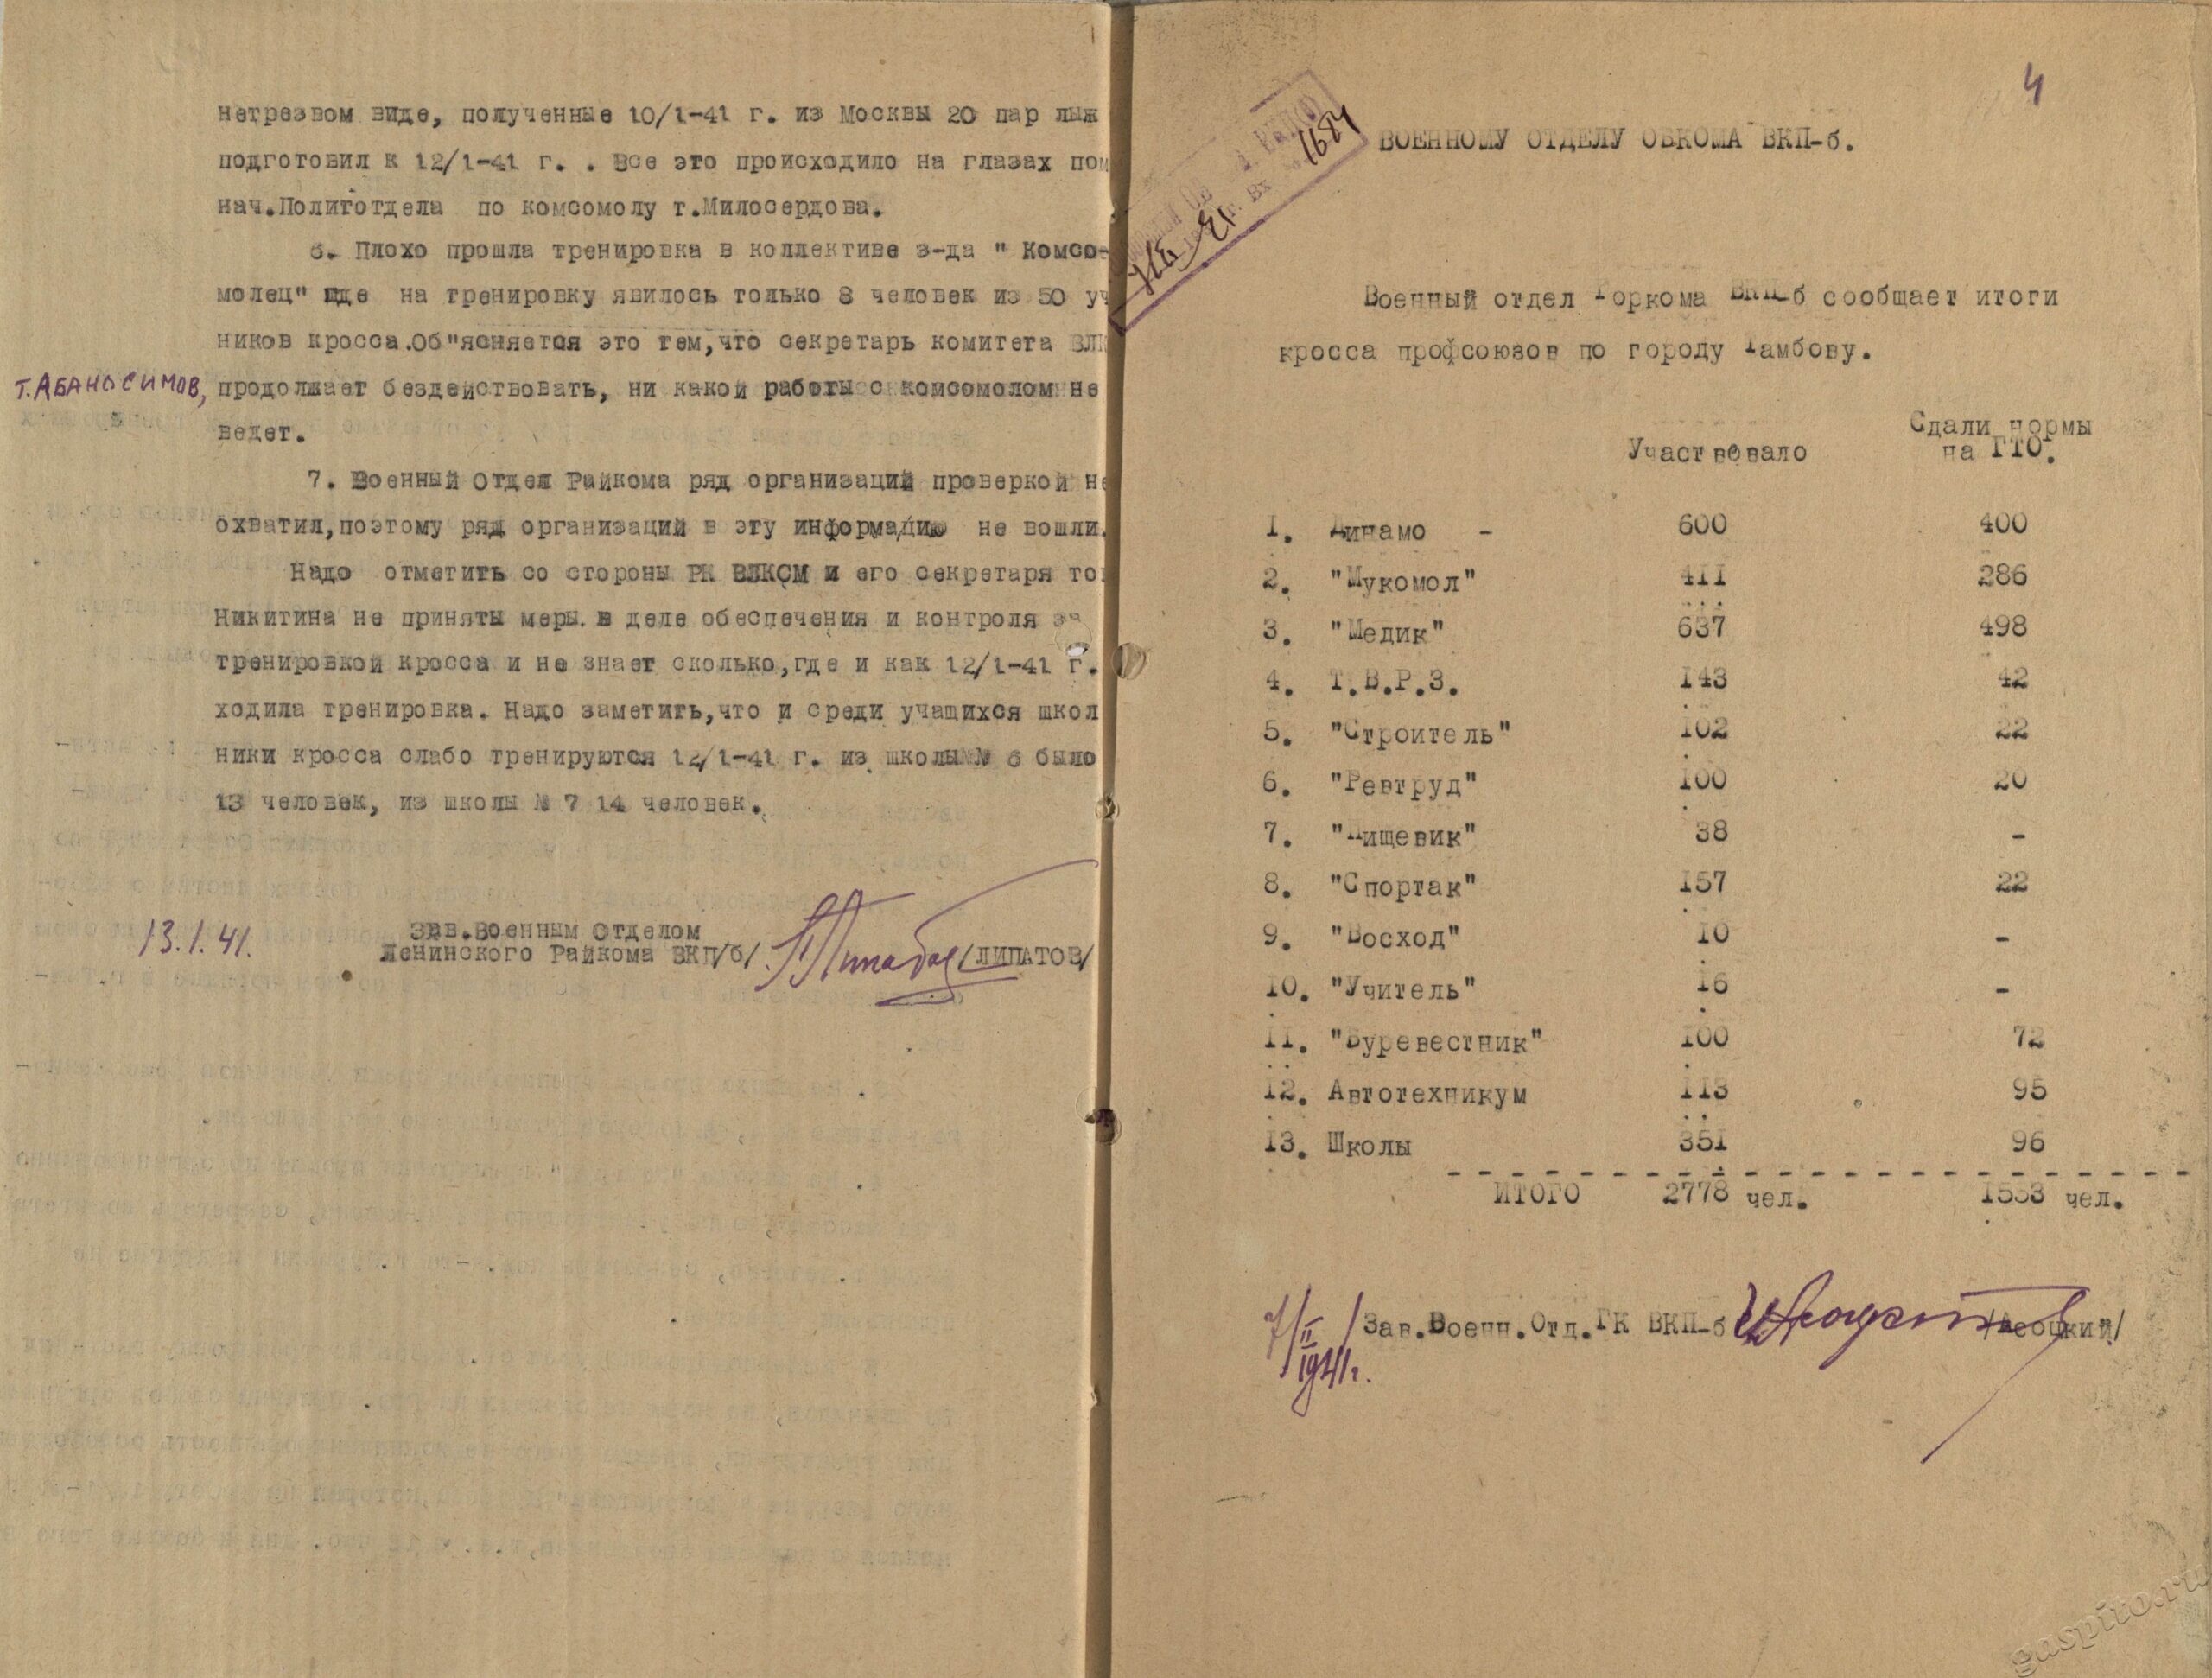 нетрезвом виде, полученные 10/1-41 г. из Москвы 20 пар лыж
подготовил к 12/1-41 г. . Все это происходило на глазах пом
нач.Политотдела по комсомолу т.Милосердова.
6. Плохо прошла тренировка в коллективе з-да " Комсо-
молец" где на тренировку явилось только 8 человек из 50 уч
ников кросса.Об"ясняется это тем,что секретарь комитета ВЛК
т. АБАНОСИМОВ, продолжает бездействовать, ни какой работы с комсомолом не
ведет.
7. Военный Отдел Райкома ряд организаций проверкой не
охватил,поэтому ряд организаций в эту информацию не вошли.
Надо отметить со стороны РК ВЛКСМ и его секретаря тов
Никитина не приняты меры в деле обеспечения и контроля за
тренировкой кросса и не знает сколько,где и как 12/1-41 г.
ходила тренировка. Надо заметить,что и среди учащихся школ
ники кросса слабо тренируются 12/1-41 г. из школы № 6 было
13 человек, из школы № 7 14 человек.
13.1.41.
Зав.Военным Отделом
Ленинского Райкома ВКП/б/ /ЛИПАТОВ/
4
1684
ВОЕННОМУ ОТДЕЛУ ОБКОМА ВКП-б.
Военный отдел Горкома ВКП-б сообщает итоги
кросса профсоюзов по городу Тамбову.
Участвовало Сдали нормы
на ГТО.
1. Динамо - 600 400
2. "Мукомол" 411 286
3. "Медик" 637 498
4. Т.В.Р.З. 143 42
5. "Строитель" 102 22
6. "Ревтруд" 100 20
7. "Пищевик" 38 -
8. "Спортак" 157 22
9. "Восход" 10 -
10. "Учитель" 16 -
11. "Буревестник" 100 72
12. Автотехникум 113 95
13. Школы 351 96
ИТОГО 2778 чел. 1553 чел.
7/II 1941г.
Зав.Военн.Отд.ГК ВКП-б
gaspito.ru